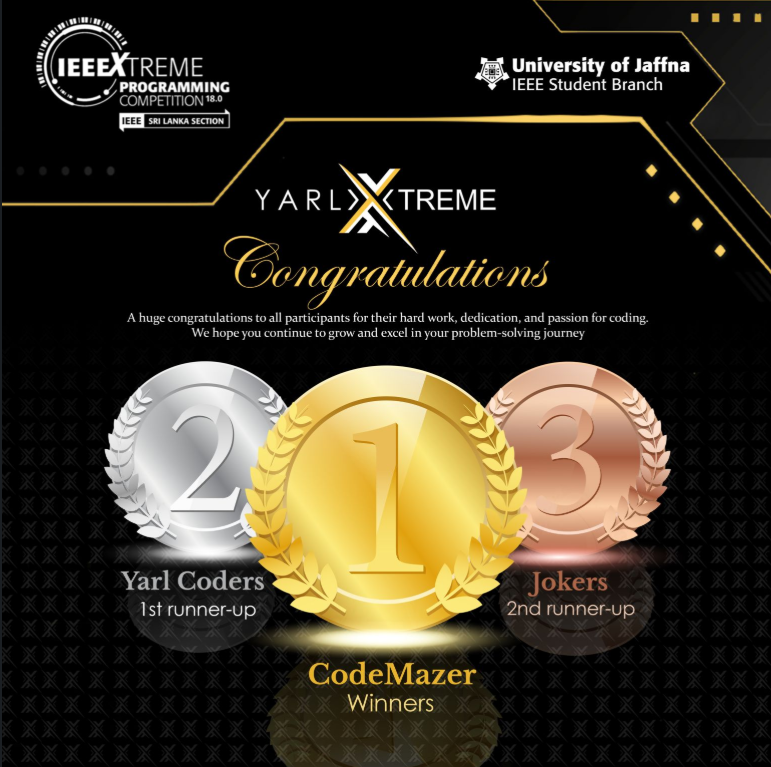 IEEEXTREME
PROGRAMMING
COMPETITION 18.0
IEEE SRI LANKA SECTION
University of Jaffna
IEEE Student Branch
YARL XTREME
Congratulations
A huge congratulations to all participants for their hard work, dedication, and passion for coding.
We hope you continue to grow and excel in your problem-solving journey
2
1
3
Yarl Coders
1st runner-up
Jokers
2nd runner-up
CodeMazer
Winners